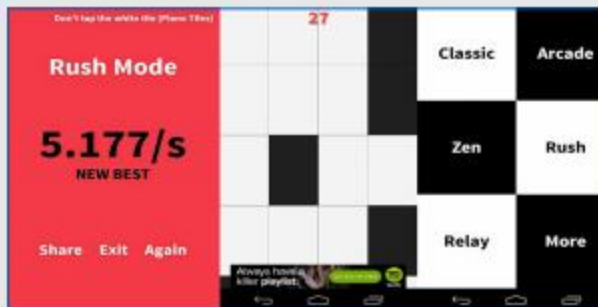 Don't tap the white tile (Piano Tiles)
Rush Mode
5.177/s
NEW BEST
Share Exit Again
27
Always have a
killer playlist.
Classic Arcade
Zen Rush
Relay More